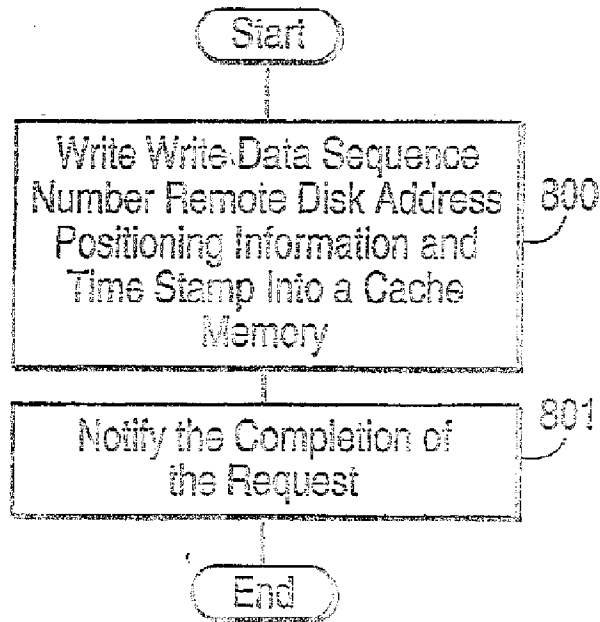 Start
Write Write Data Sequence
Number Remote Disk Address
Positioning Information and
Time Stamp Into a Cache
Memory
800
Notify the Completion of
the Request
801
End